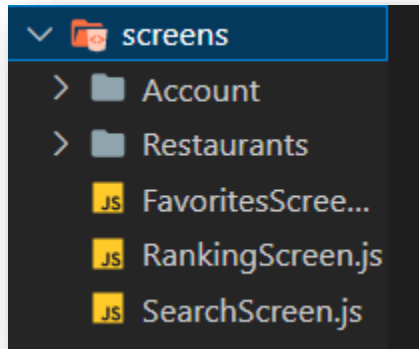 screens
Account
Restaurants
JS FavoritesScree...
JS RankingScreen.js
JS SearchScreen.js